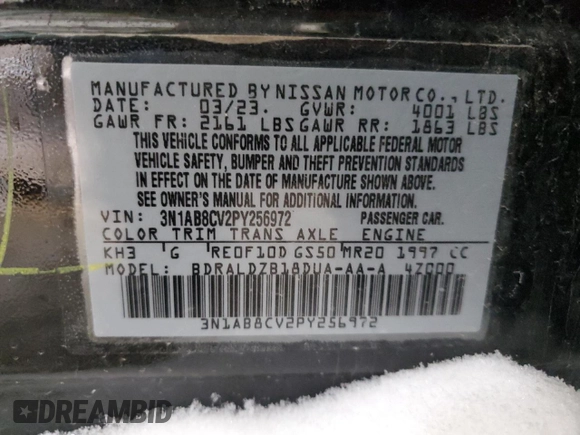 MANUFACTURED BY NISSAN MOTOR CO., LTD.
DATE: 03/23. GVWR: 4001 LBS
GAWR FR: 2161 LBS GAWR RR: 1863 LBS
THIS VEHICLE CONFORMS TO ALL APPLICABLE FEDERAL MOTOR
VEHICLE SAFETY, BUMPER AND THEFT PREVENTION STANDARDS
IN EFFECT ON THE DATE OF MANUFACTURE SHOWN ABOVE.
SEE OWNER'S MANUAL FOR ADDITIONAL INFORMATION.
VIN: 3N1AB8CV2PY256972 PASSENGER CAR.
COLOR TRIM TRANS AXLE ENGINE
KH3 G RE0F10D GS50 MR20 1997 CC
MODEL: BDRALDZB18DUA-AA-A 4Z000
3N1AB8CV2PY256972
DREAMBID